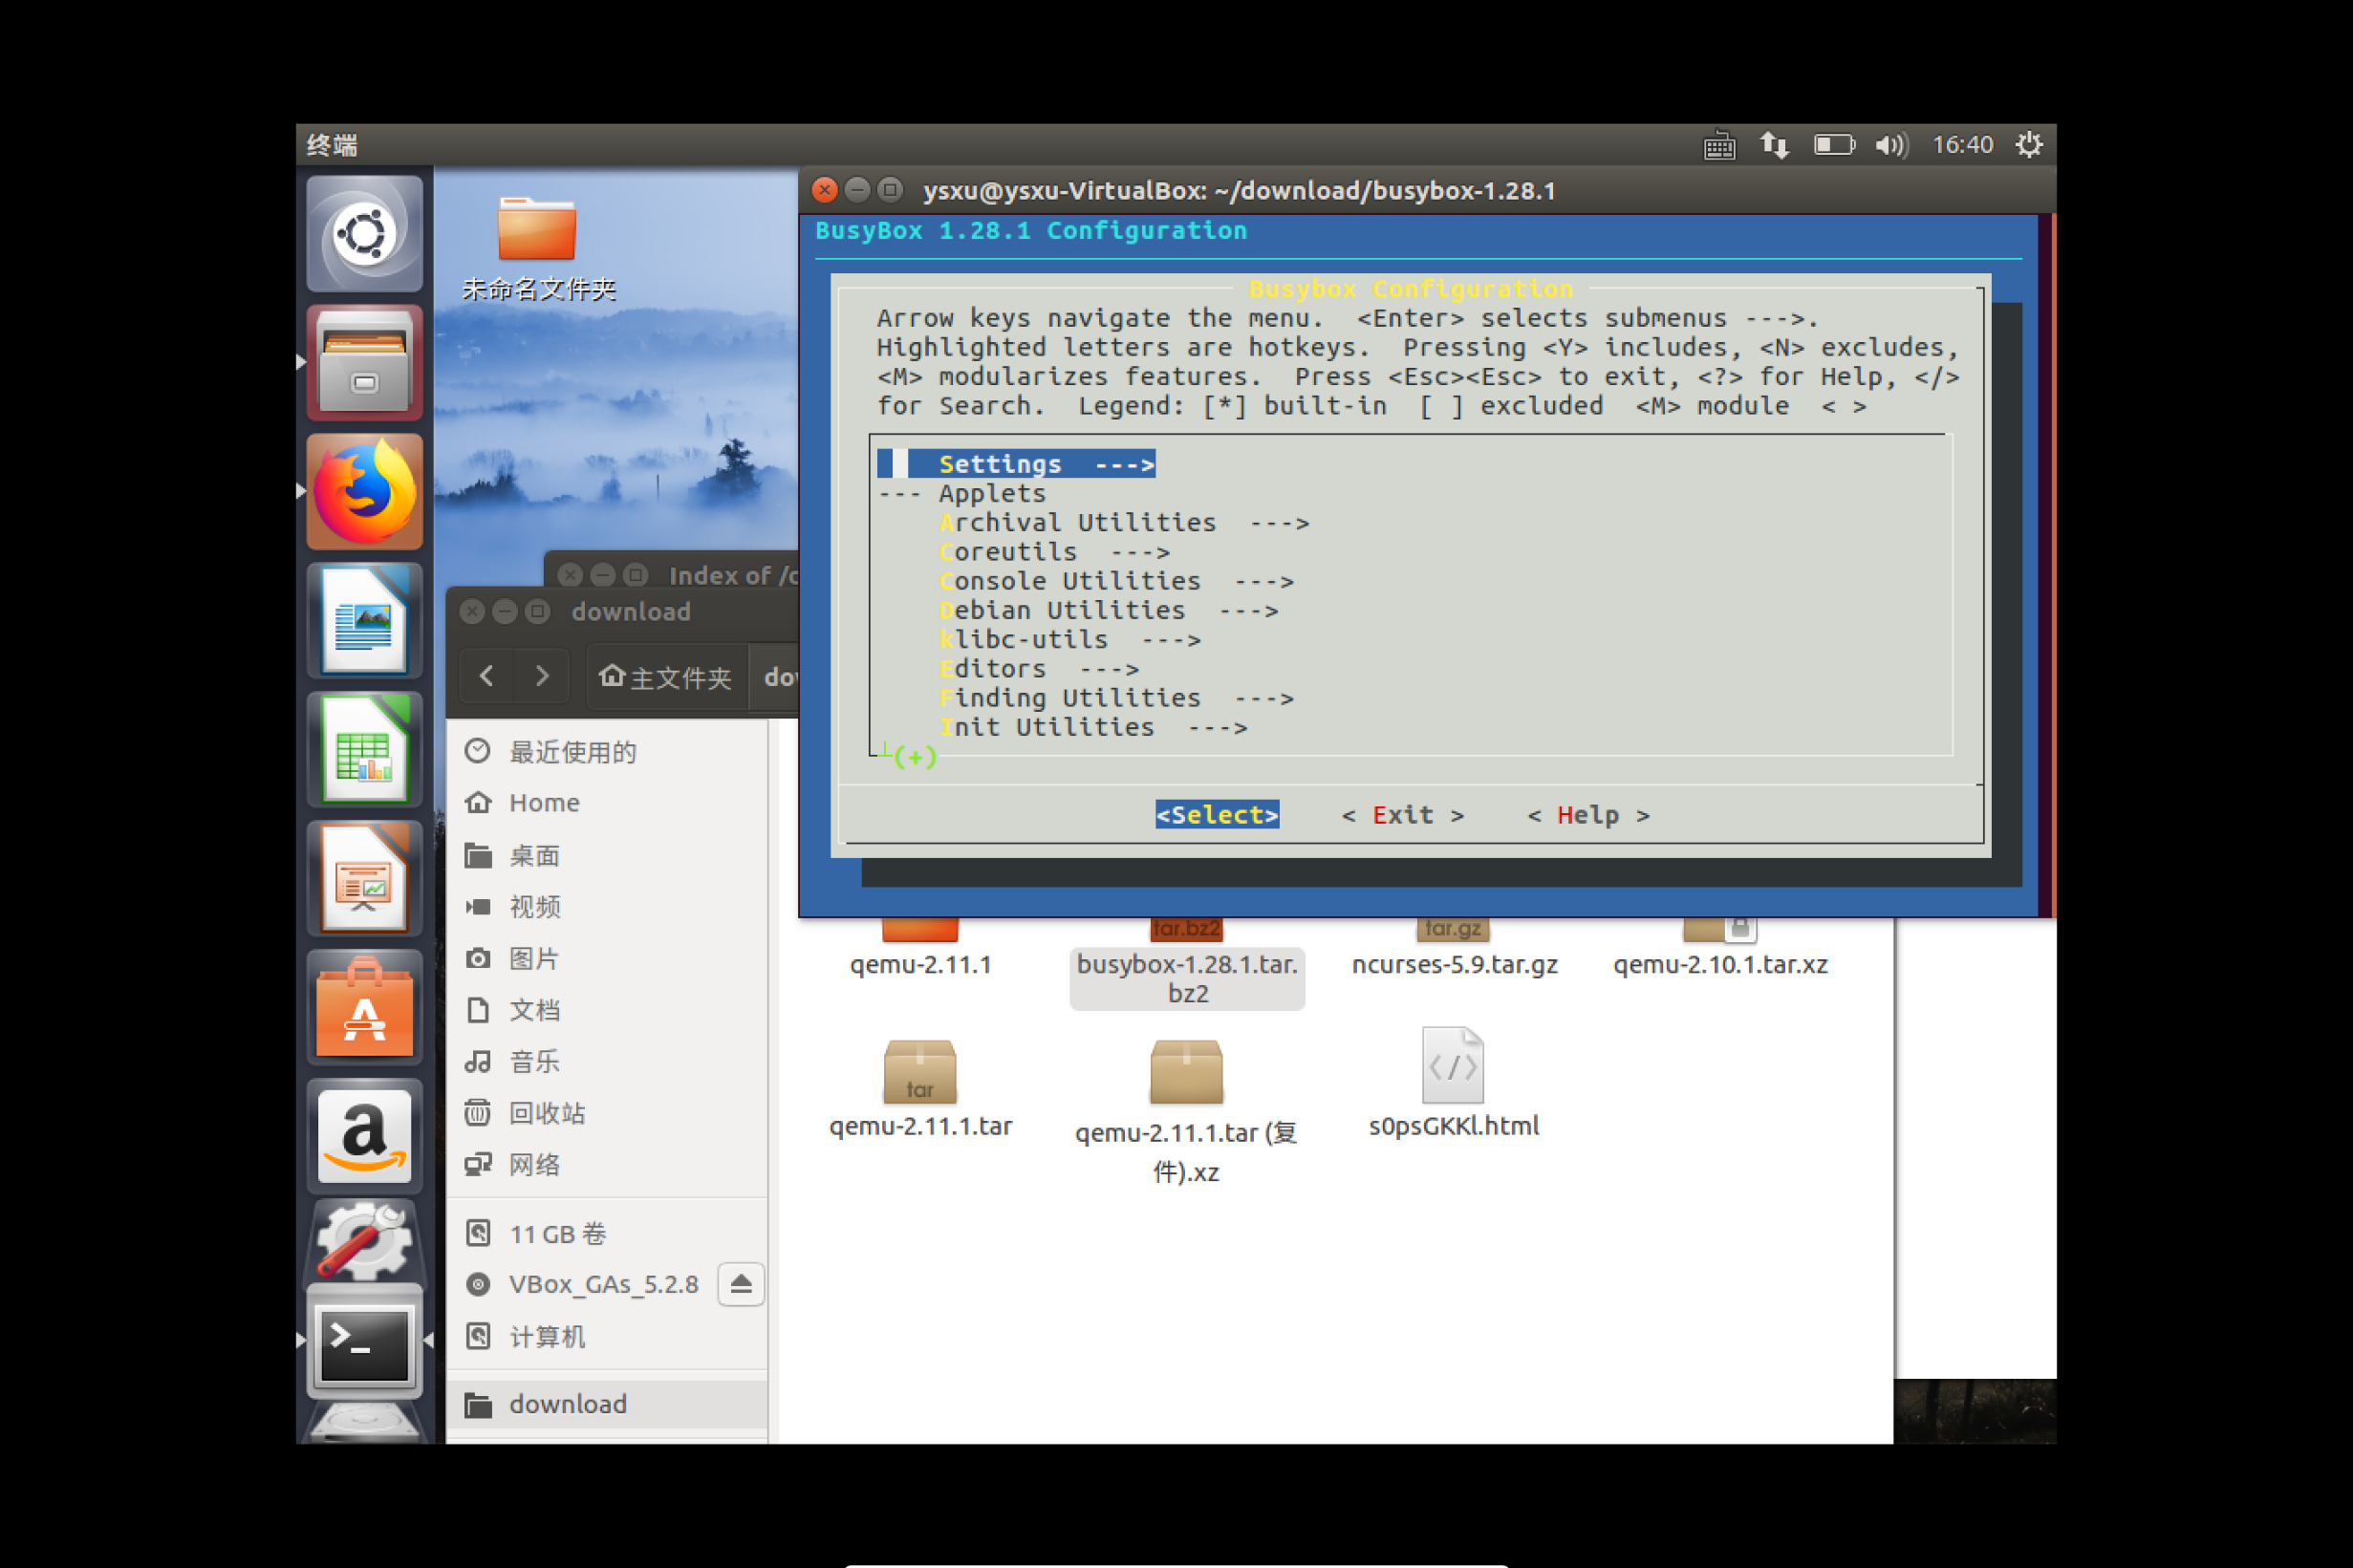 终端
16:40
ysxu@ysxu-VirtualBox: ~/download/busybox-1.28.1
未命名文件夹
BusyBox 1.28.1 Configuration
Busybox Configuration
Arrow keys navigate the menu.  <Enter> selects submenus --->.
Highlighted letters are hotkeys.  Pressing <Y> includes, <N> excludes,
<M> modularizes features.  Press <Esc><Esc> to exit, <?> for Help, </>
for Search.  Legend: [*] built-in  [ ] excluded  <M> module  < >
Settings  --->
--- Applets
Archival Utilities  --->
Coreutils  --->
Console Utilities  --->
Debian Utilities  --->
klibc-utils  --->
Editors  --->
Finding Utilities  --->
Init Utilities  --->
(+)
<Select>    < Exit >    < Help >
Index of /
download
主文件夹
最近使用的
Home
桌面
视频
图片
文档
音乐
回收站
网络
11 GB 卷
VBox_GAs_5.2.8
计算机
download
tar.bz2
tar.gz
qemu-2.11.1
busybox-1.28.1.tar.
bz2
ncurses-5.9.tar.gz
qemu-2.10.1.tar.xz
tar
qemu-2.11.1.tar
qemu-2.11.1.tar (复
件).xz
</>
s0psGKKl.html